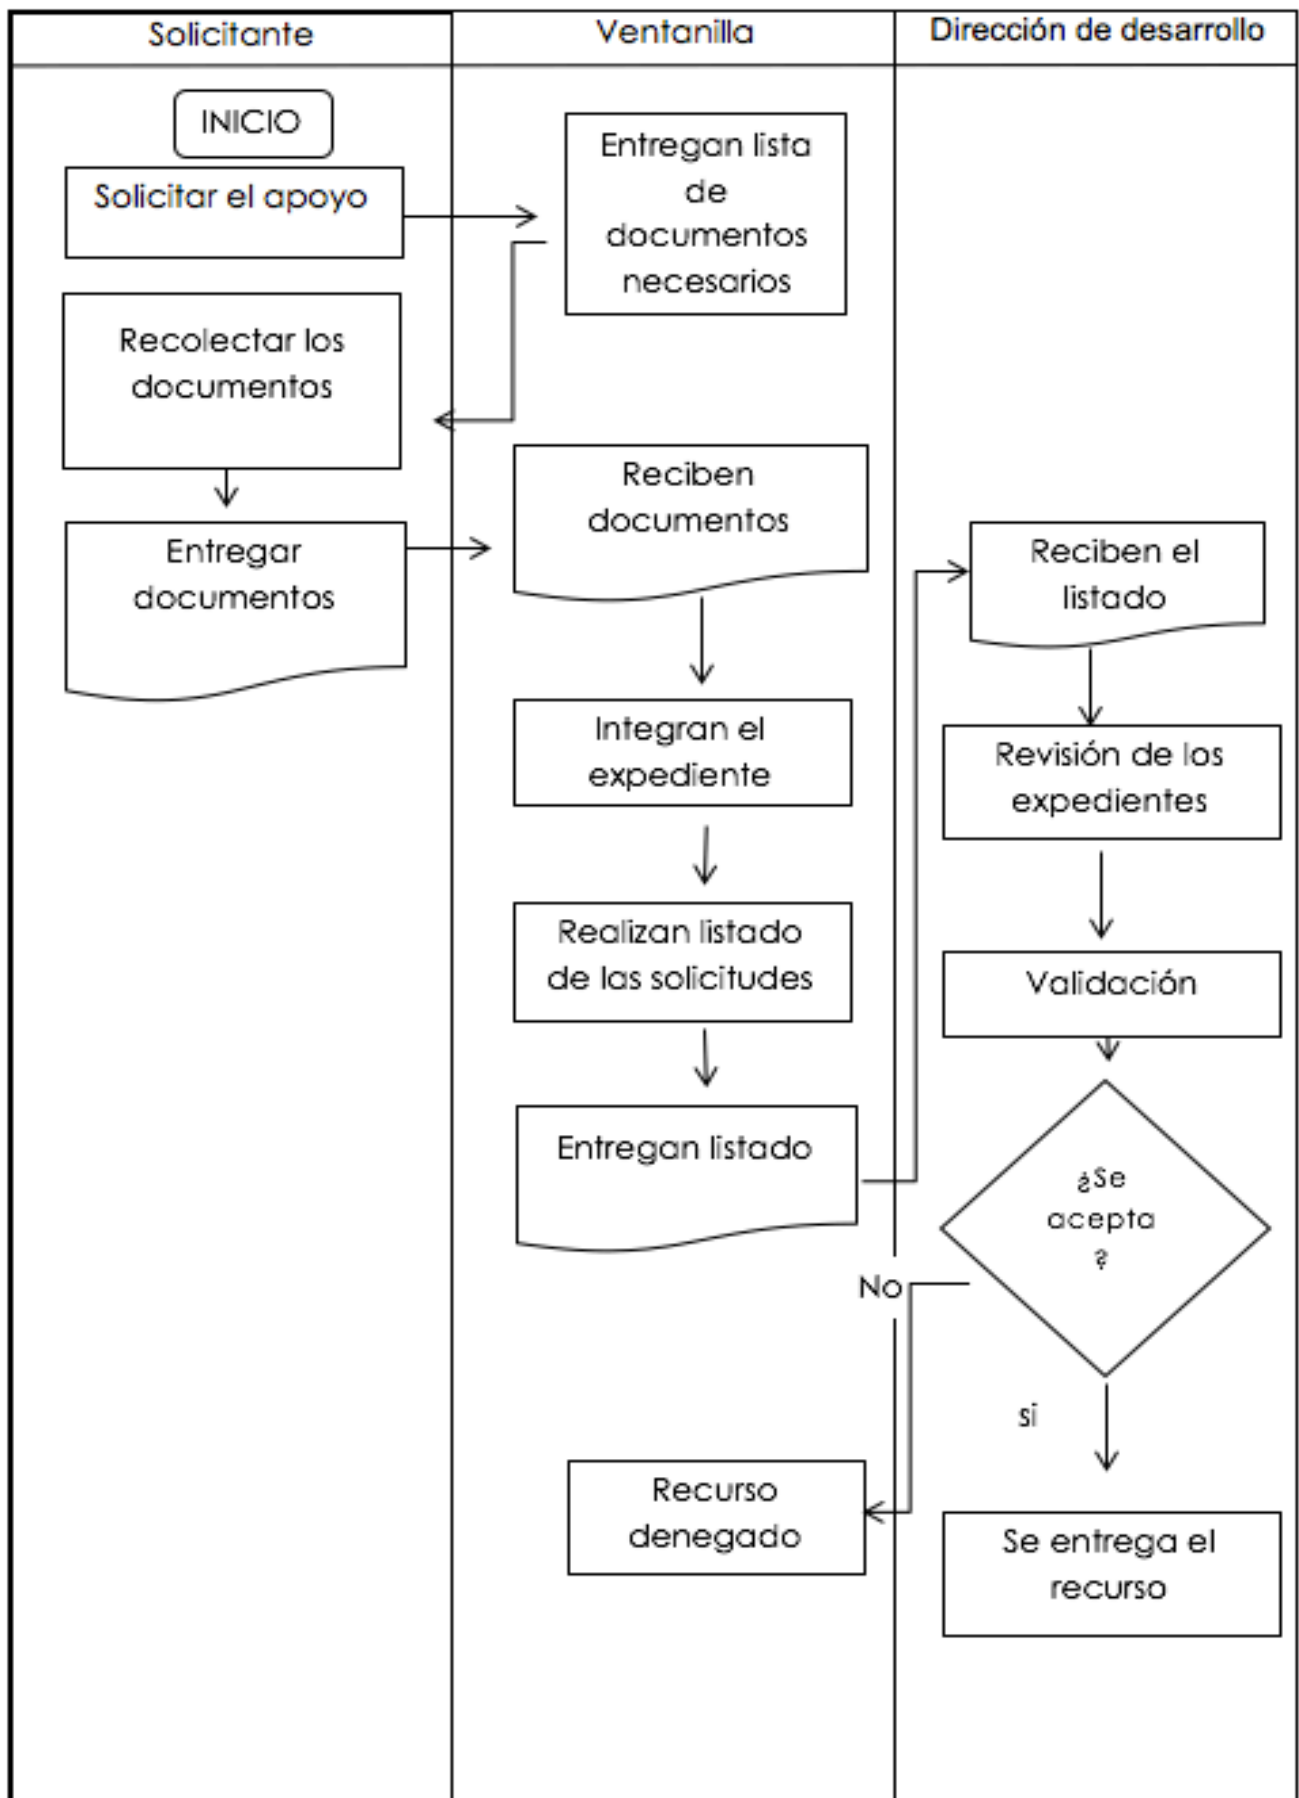 Solicitante
Ventanilla
Dirección de desarrollo
INICIO
Solicitar el apoyo
Entregan lista
de
documentos
necesarios
Recolectar los
documentos
Entregar
documentos
Reciben
documentos
Integran el
expediente
Realizan listado
de las solicitudes
Entregan listado
Reciben el
listado
Revisión de los
expedientes
Validación
¿Se
acepta
?
No
si
Recurso
denegado
Se entrega el
recurso